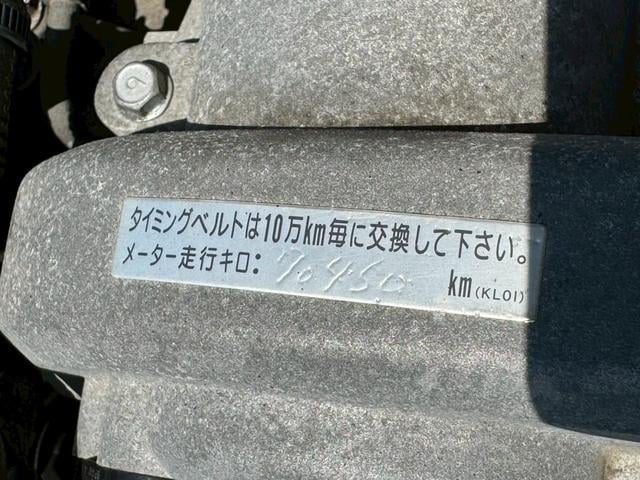 タイミングベルトは10万km毎に交換して下さい。
メーター走行キロ: 70450 km (KL01)